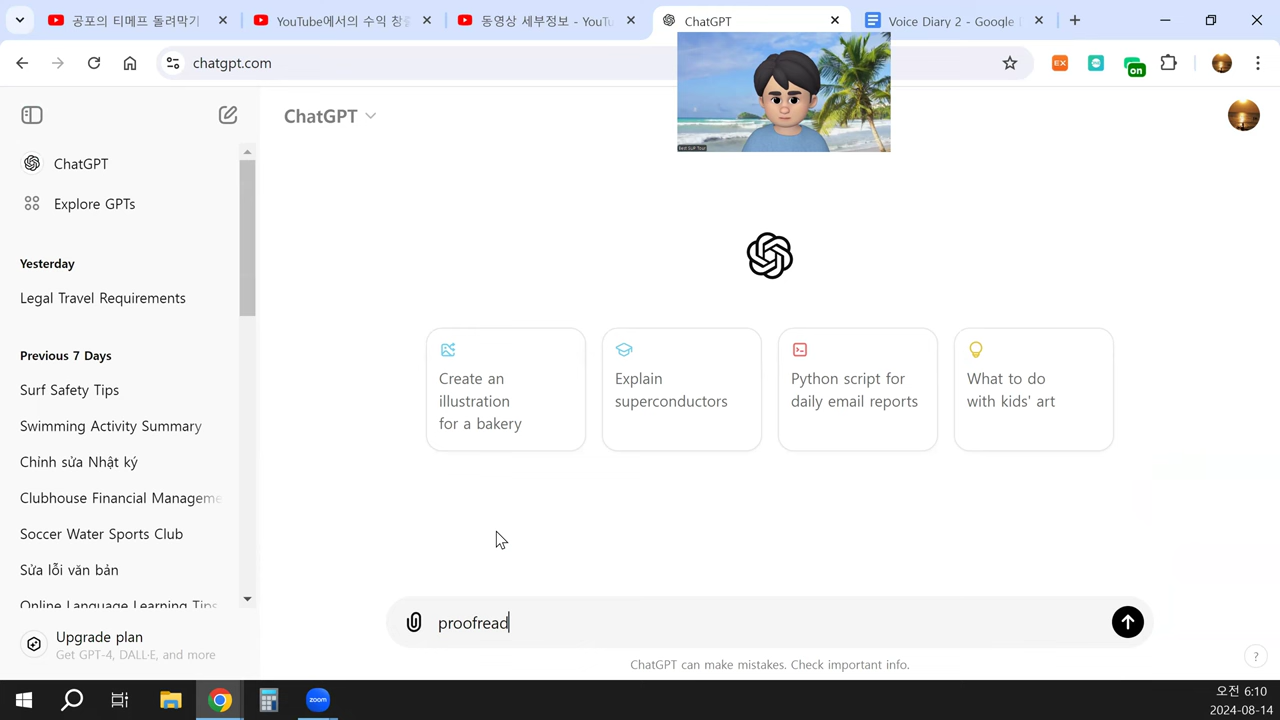 공포의 티메프 돌려막기
YouTube에서의 수익 창출
동영상 세부정보 - YouTu
ChatGPT
Voice Diary 2 - Google
chatgpt.com
on
ChatGPT
Explore GPTs
Yesterday
Legal Travel Requirements
Previous 7 Days
Surf Safety Tips
Swimming Activity Summary
Chỉnh sửa Nhật ký
Clubhouse Financial Manageme
Soccer Water Sports Club
Sửa lỗi văn bản
Online Language Learning Tips
Upgrade plan
Get GPT-4, DALL·E, and more
ChatGPT
Create an
illustration
for a bakery
Explain
superconductors
Python script for
daily email reports
What to do
with kids' art
proofread
ChatGPT can make mistakes. Check important info.
?
zoom
오전 6:10
2024-08-14